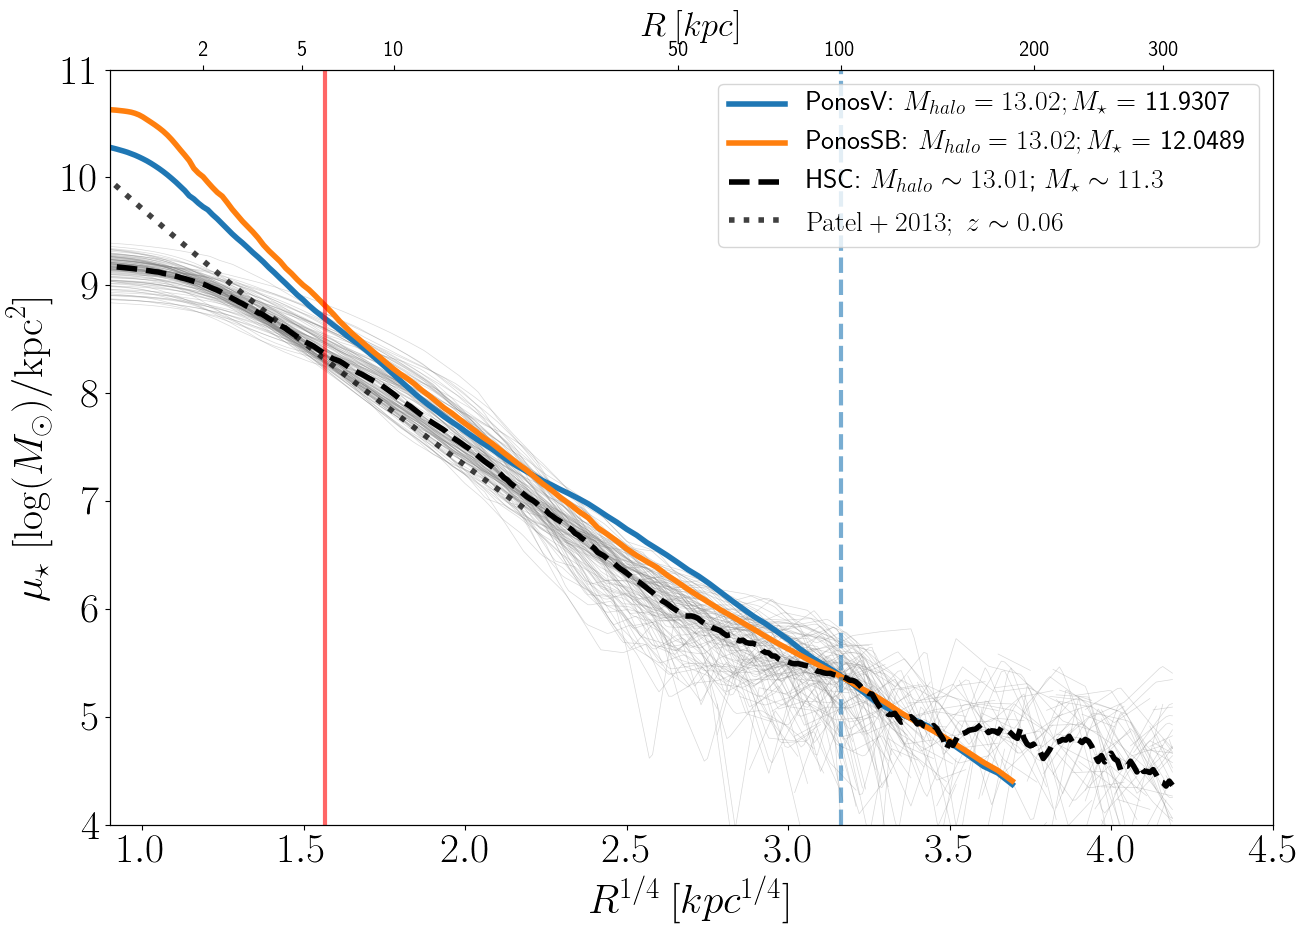 R [kpc]
2 5 10 50 100 200 300
11
10
9
8
7
6
5
4
μ⋆ [log(M⊙)/kpc²]
PonosV: M_halo = 13.02; M⋆ = 11.9307
PonosSB: M_halo = 13.02; M⋆ = 12.0489
HSC: M_halo ∼ 13.01; M⋆ ∼ 11.3
Patel + 2013; z ∼ 0.06
1.0 1.5 2.0 2.5 3.0 3.5 4.0 4.5
R^{1/4} [kpc^{1/4}]